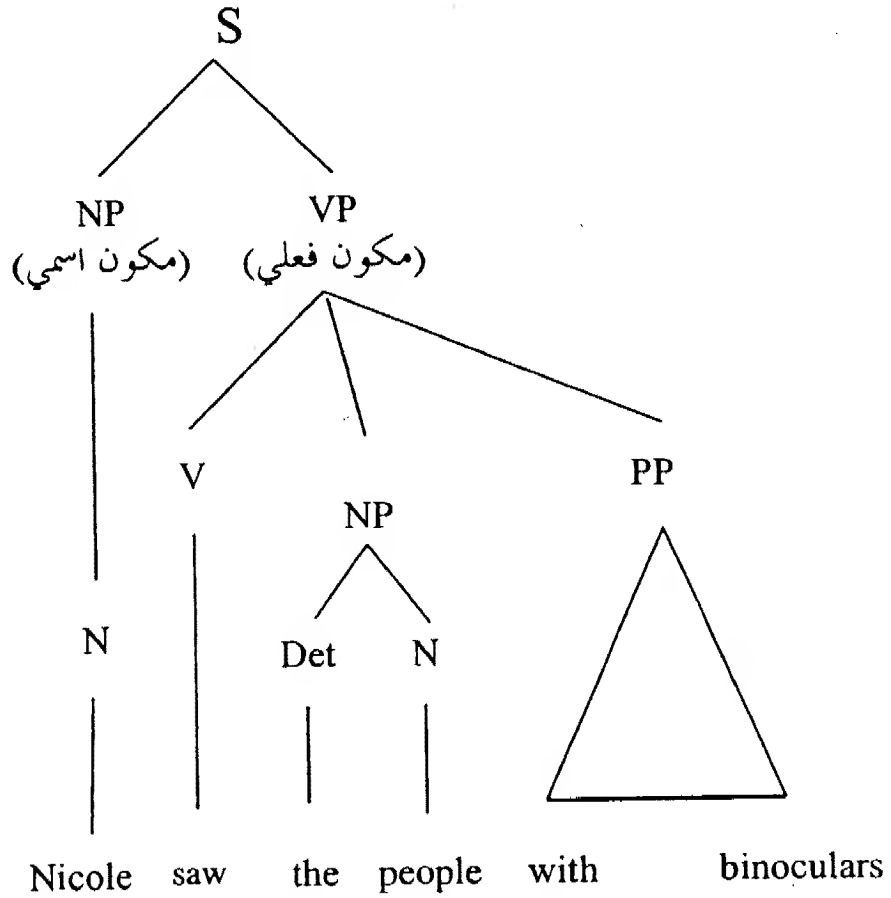 S
NP VP
(مكون اسمي) (مكون فعلي)
V PP
NP
N Det N
Nicole saw the people with binoculars